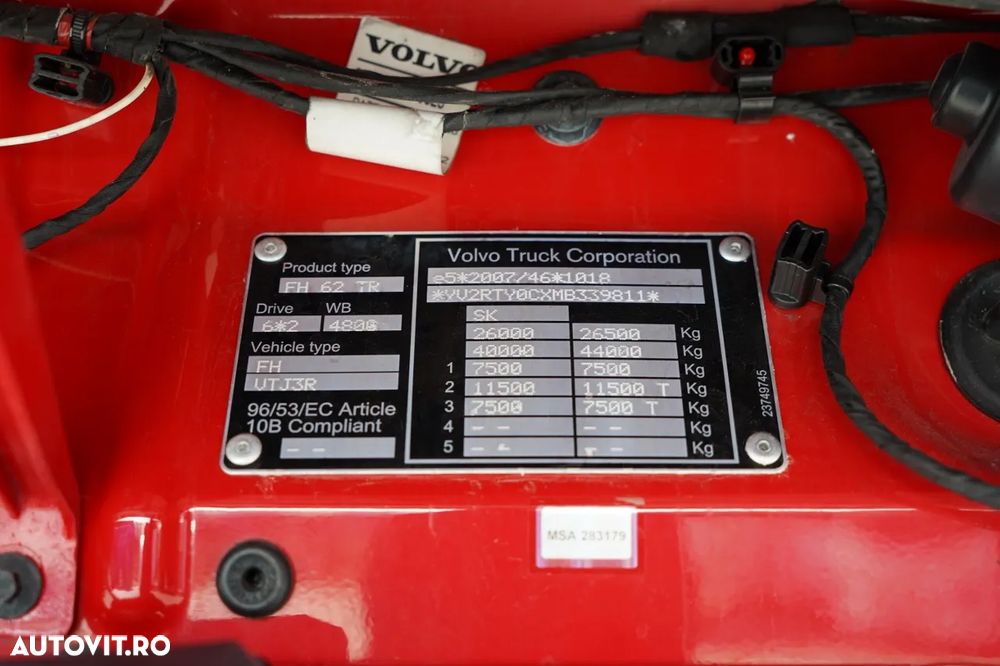 VOLVO
Volvo Truck Corporation
Product type
FH 62 TR
Drive WB
6*2 4800
Vehicle type
FH
VTJ3R
96/53/EC Article
10B Compliant
- -
e5*2007/46*1018
*YV2RTY0CXMB339811*
SK
26000 26500 Kg
40000 44000 Kg
1 7500 7500 Kg
2 11500 11500 T Kg
3 7500 7500 T Kg
4 - - - - Kg
5 - - - - Kg
23749745
MSA 283179
AUTOVIT.RO